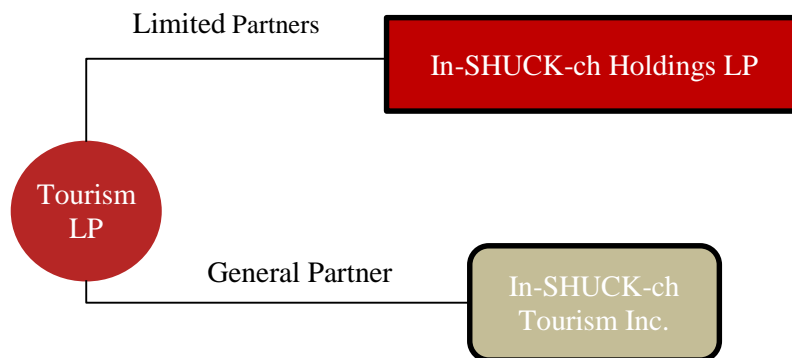 Limited Partners
In-SHUCK-ch Holdings LP
Tourism
LP
General Partner
In-SHUCK-ch
Tourism Inc.